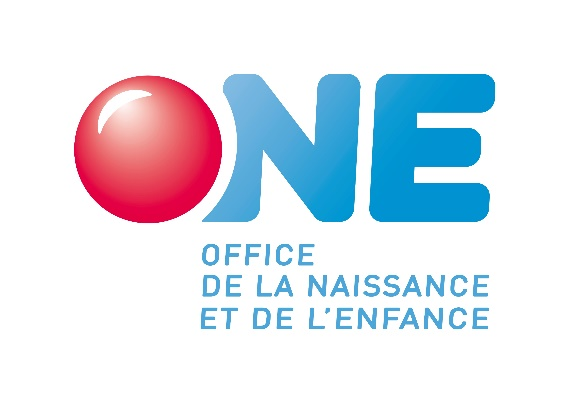 ONE
OFFICE
DE LA NAISSANCE
ET DE L'ENFANCE